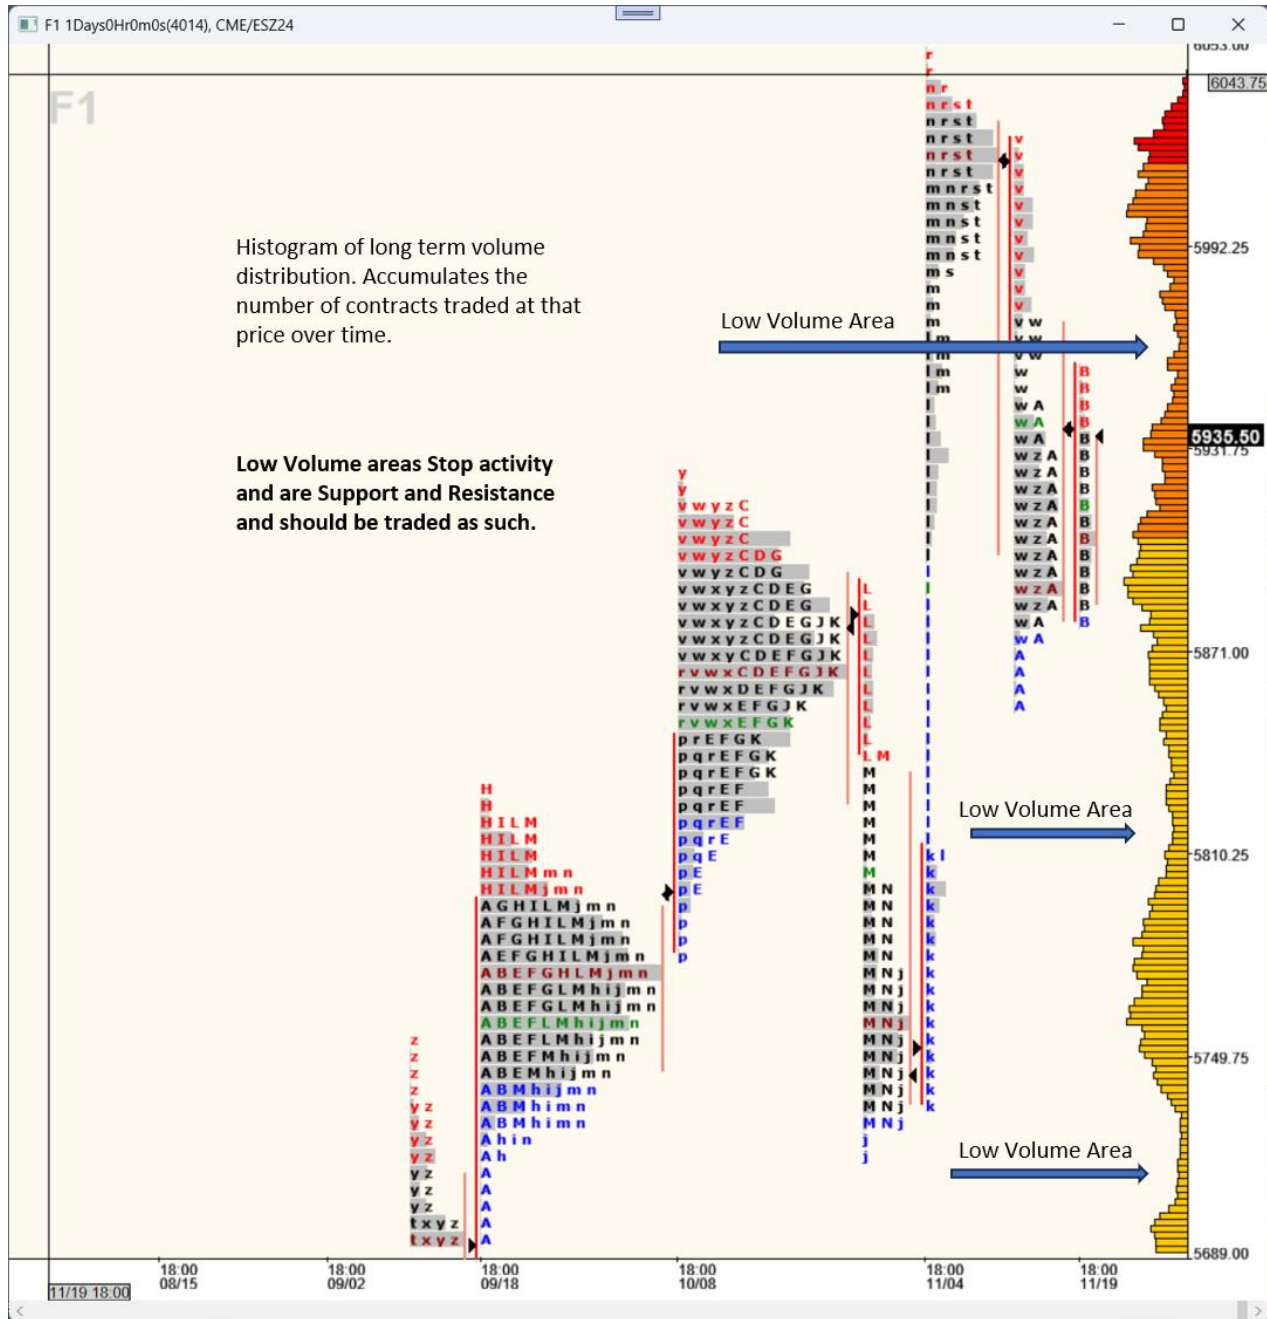 F1 1Days0Hr0m0s(4014), CME/ESZ24
6053.00
6043.75
F1
Histogram of long term volume
distribution. Accumulates the
number of contracts traded at that
price over time.
Low Volume Area
Low Volume areas Stop activity
and are Support and Resistance
and should be traded as such.
5992.25
5935.50
5931.75
5871.00
Low Volume Area
5810.25
5749.75
Low Volume Area
5689.00
r
r
n r
n r s t
n r s t
n r s t
n r s t
n r s t
m n r s t
m n s t
m n s t
m n s t
m n s t
m s
m
m
m
l m
l m
l m
l m
y
y
v w y z C
v w y z C
v w y z C
v w y z C D G
v w y z C D G
v w x y z C D E G
v w x y z C D E G
v w x y z C D E G J K
v w x y z C D E G J K
v w x y C D E F G J K
r v w x C D E F G J K
r v w x D E F G J K
r v w x E F G J K
r v w x E F G K
p r E F G K
p q r E F G K
p q r E F G K
p q r E F
p q r E F
p q r E F
p q r E
p q E
p E
p E
p
p
p
p
H
H
H I L M
H I L M
H I L M
H I L M m n
H I L M j m n
A G H I L M j m n
A F G H I L M j m n
A F G H I L M j m n
A E F G H I L M j m n
A B E F G H L M j m n
A B E F G L M h i j m n
A B E F G L M h i j m n
A B E F L M h i j m n
A B E F L M h i j m n
A B E F M h i j m n
A B E M h i j m n
A B M h i j m n
A B M h i m n
A B M h i m n
A h i n
A h
A
A
A
A
z
z
z
z
y z
y z
y z
y z
y z
y z
y z
t x y z
t x y z
18:00 18:00 18:00 18:00 18:00 18:00
08/15 09/02 09/18 10/08 11/04 11/19
11/19 18:00